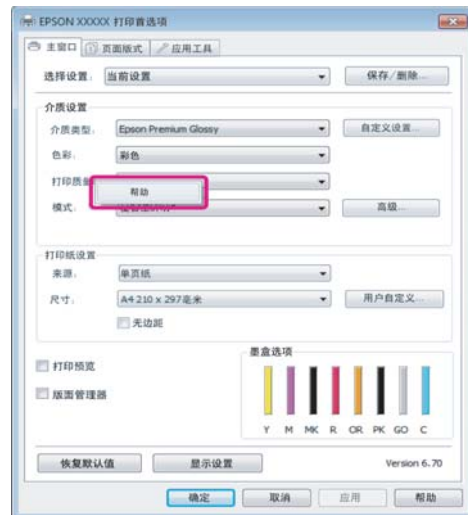 EPSON XXXXX 打印首选项
主窗口 页面版式 应用工具
选择设置: 当前设置 保存/删除...
介质设置
介质类型: Epson Premium Glossy 自定义设置...
色彩: 彩色
打印质量
帮助
模式: 高级...
打印纸设置
来源: 单页纸
尺寸: A4 210 x 297毫米 用户自定义...
无边距
墨盒选项
打印预览
版面管理器
Y M MK R OR PK GO C
恢复默认值 显示设置 Version 6.70
确定 取消 应用 帮助